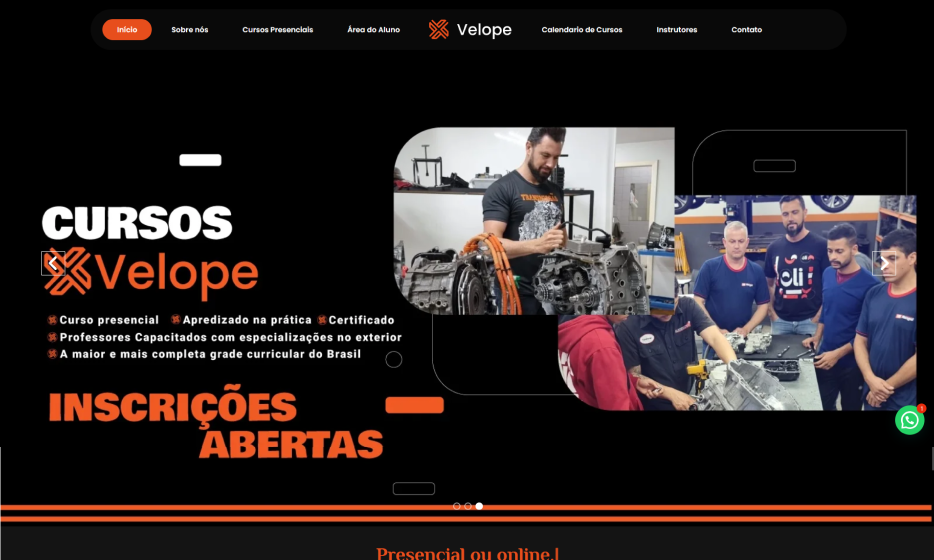 Inicio
Sobre nós
Cursos Presenciais
Área do Aluno
Velope
Calendario de Cursos
Instrutores
Contato
CURSOS
Velope
Curso presencial Apredizado na prática Certificado
Professores Capacitados com especializações no exterior
A maior e mais completa grade curricular do Brasil
INSCRIÇÕES
ABERTAS
1
Presencial ou online.|